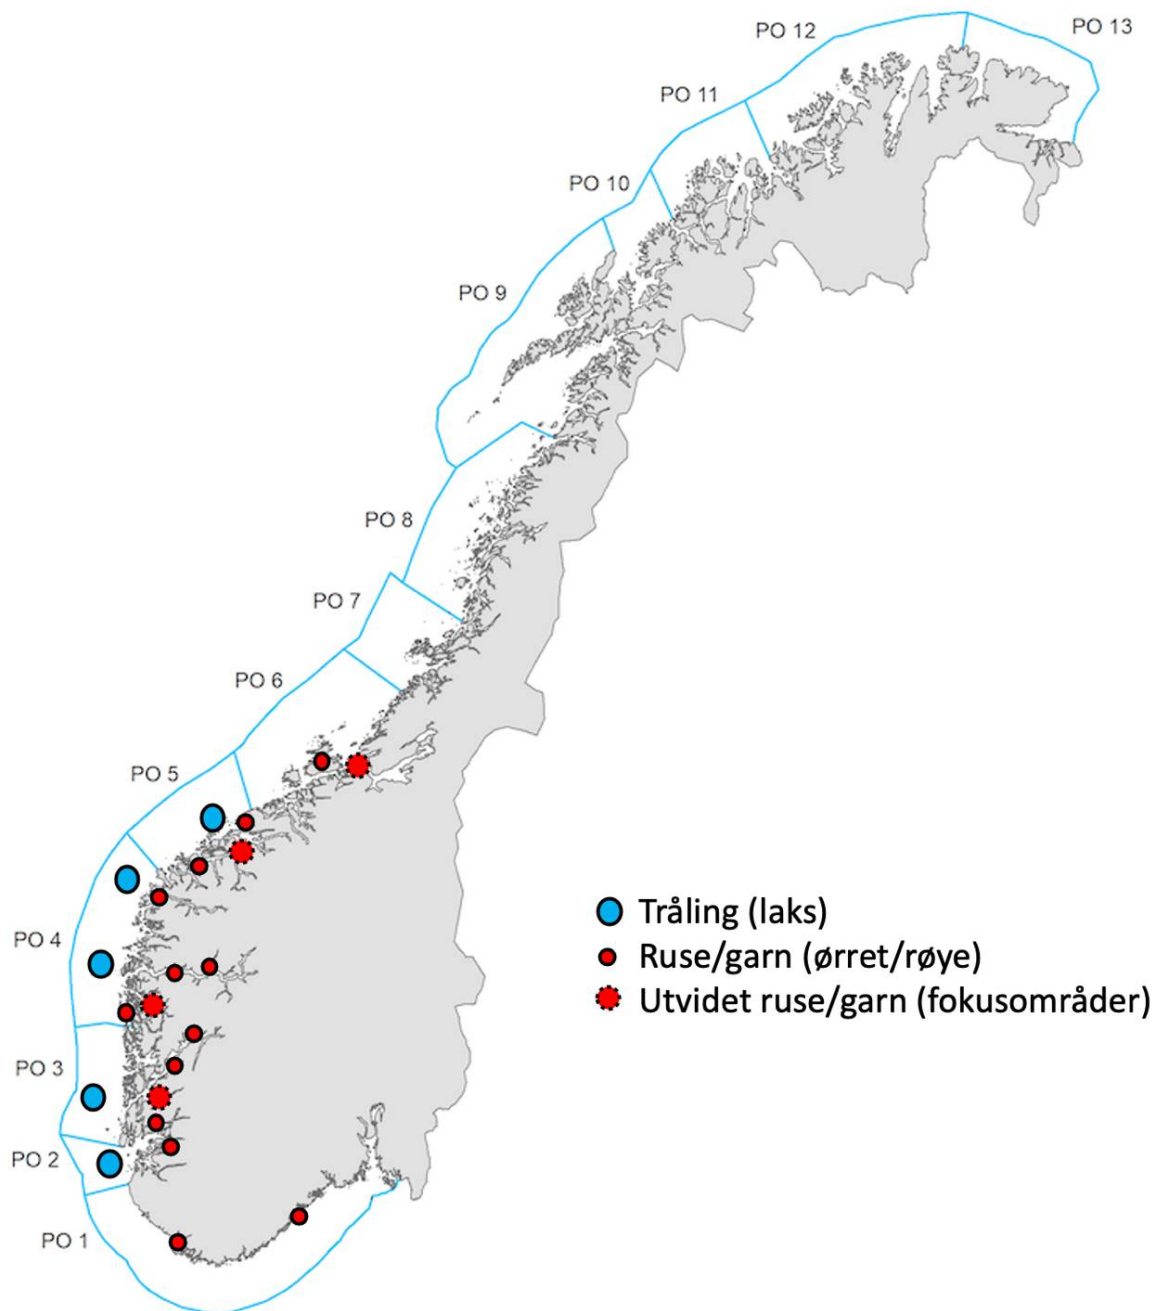 PO 12
PO 13
PO 11
PO 10
PO 9
PO 8
PO 7
PO 6
PO 5
PO 4
PO 3
PO 2
PO 1
Tråling (laks)
Ruse/garn (ørret/røye)
Utvidet ruse/garn (fokusområder)